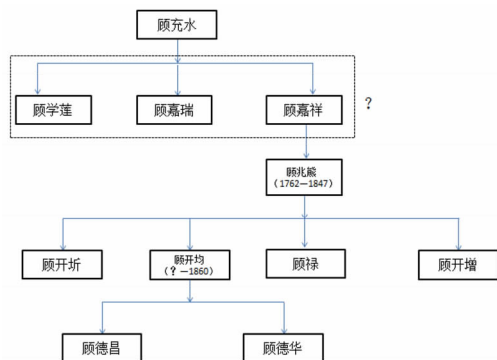 顾充水
顾学莲 顾嘉瑞 顾嘉祥 ?
顾兆熊
(1762—1847)
顾开圻 顾开均 顾禄 顾开增
(?—1860)
顾德昌 顾德华